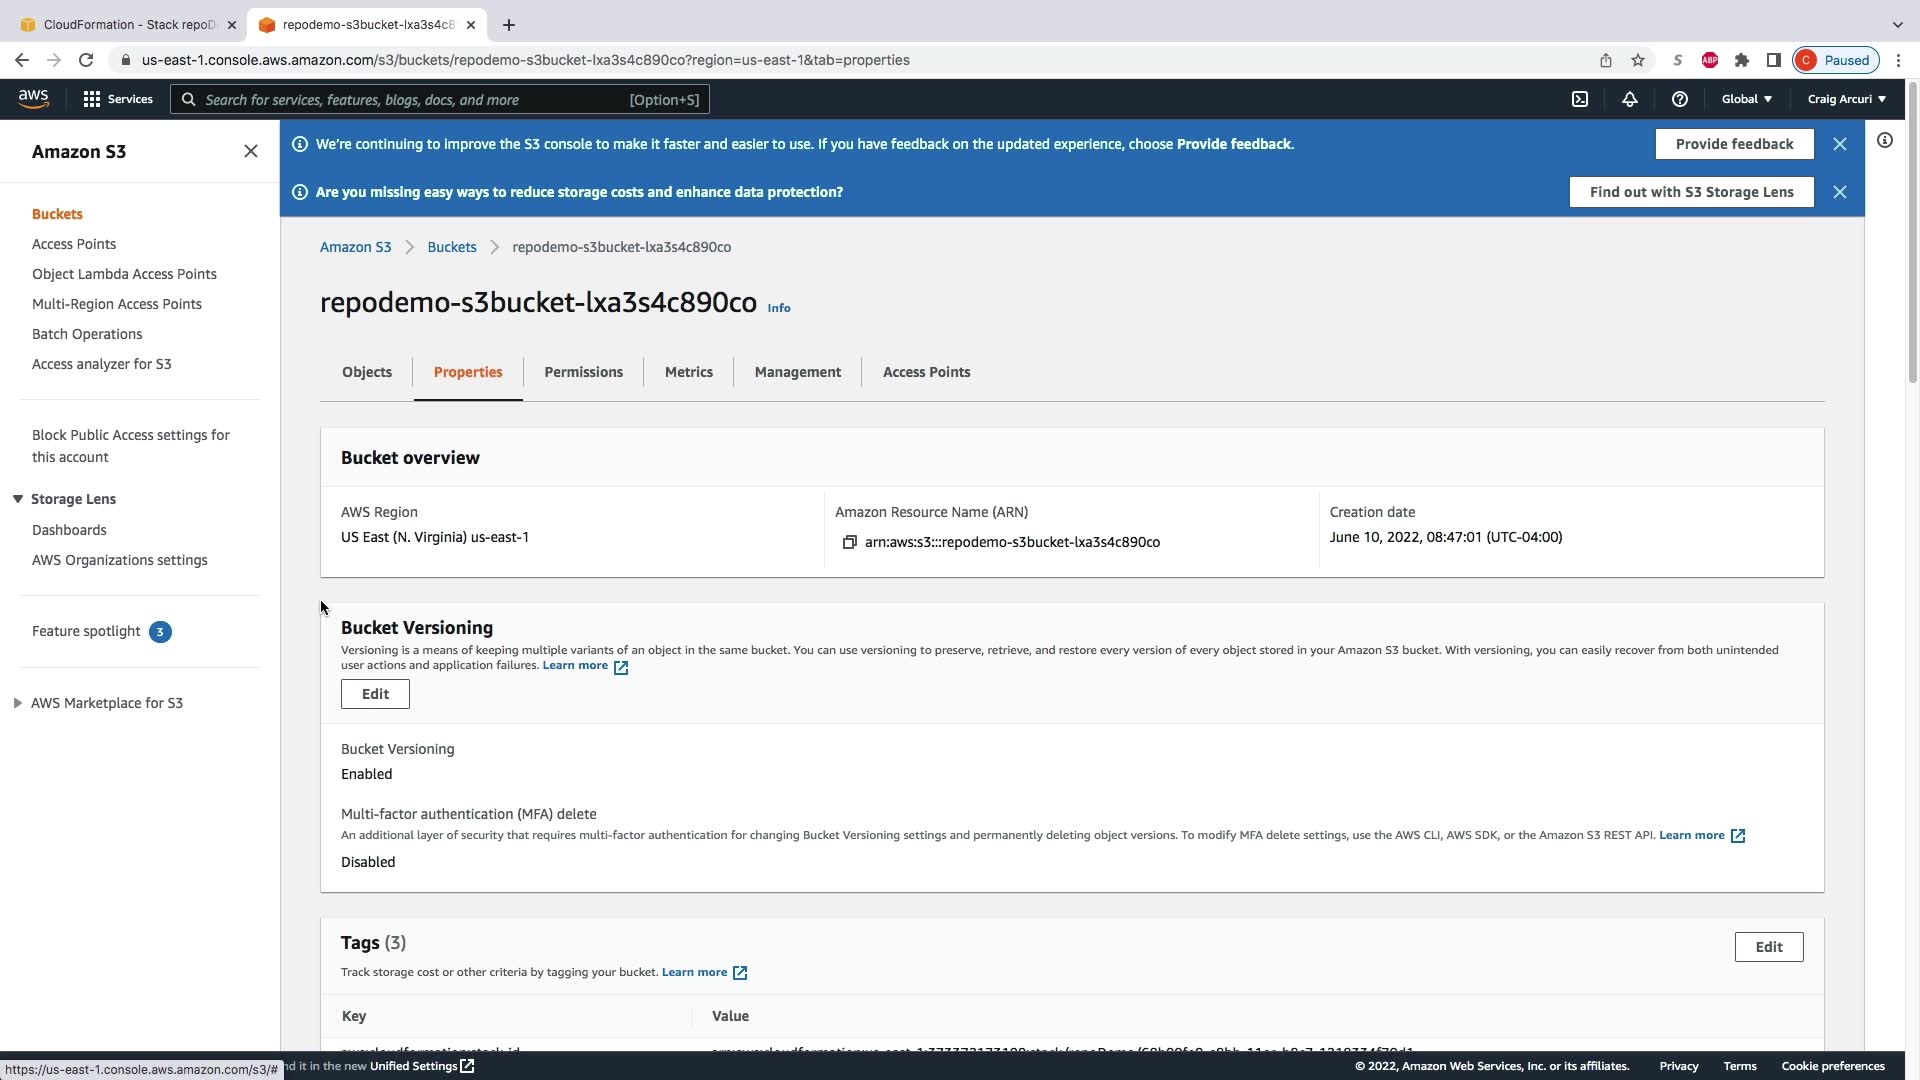 CloudFormation - Stack repoD
repodemo-s3bucket-lxa3s4c8
us-east-1.console.aws.amazon.com/s3/buckets/repodemo-s3bucket-lxa3s4c890co?region=us-east-1&tab=properties
S
ABP
C
Paused
aws
Services
Search for services, features, blogs, docs, and more
[Option+S]
Global
Craig Arcuri
Amazon S3
Buckets
Access Points
Object Lambda Access Points
Multi-Region Access Points
Batch Operations
Access analyzer for S3
Block Public Access settings for
this account
Storage Lens
Dashboards
AWS Organizations settings
Feature spotlight 3
AWS Marketplace for S3
We're continuing to improve the S3 console to make it faster and easier to use. If you have feedback on the updated experience, choose Provide feedback.
Provide feedback
Are you missing easy ways to reduce storage costs and enhance data protection?
Find out with S3 Storage Lens
Amazon S3 > Buckets > repodemo-s3bucket-lxa3s4c890co
repodemo-s3bucket-lxa3s4c890co Info
Objects
Properties
Permissions
Metrics
Management
Access Points
Bucket overview
AWS Region
US East (N. Virginia) us-east-1
Amazon Resource Name (ARN)
arn:aws:s3:::repodemo-s3bucket-lxa3s4c890co
Creation date
June 10, 2022, 08:47:01 (UTC-04:00)
Bucket Versioning
Versioning is a means of keeping multiple variants of an object in the same bucket. You can use versioning to preserve, retrieve, and restore every version of every object stored in your Amazon S3 bucket. With versioning, you can easily recover from both unintended
user actions and application failures. Learn more
Edit
Bucket Versioning
Enabled
Multi-factor authentication (MFA) delete
An additional layer of security that requires multi-factor authentication for changing Bucket Versioning settings and permanently deleting object versions. To modify MFA delete settings, use the AWS CLI, AWS SDK, or the Amazon S3 REST API. Learn more
Disabled
Tags (3)
Edit
Track storage cost or other criteria by tagging your bucket. Learn more
Key
Value
https://us-east-1.console.aws.amazon.com/s3/#
nd it in the new Unified Settings
© 2022, Amazon Web Services, Inc. or its affiliates.
Privacy
Terms
Cookie preferences